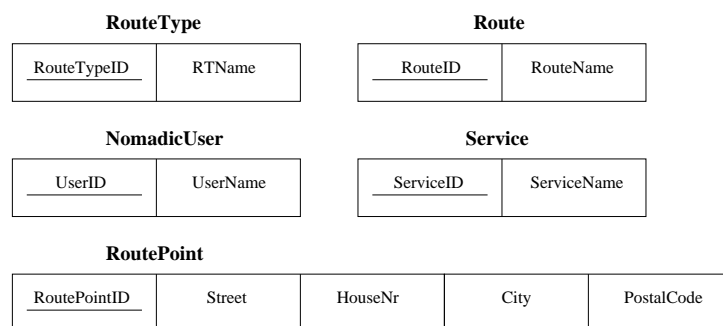 RouteType Route
RouteTypeID RTName RouteID RouteName
NomadicUser Service
UserID UserName ServiceID ServiceName
RoutePoint
RoutePointID Street HouseNr City PostalCode